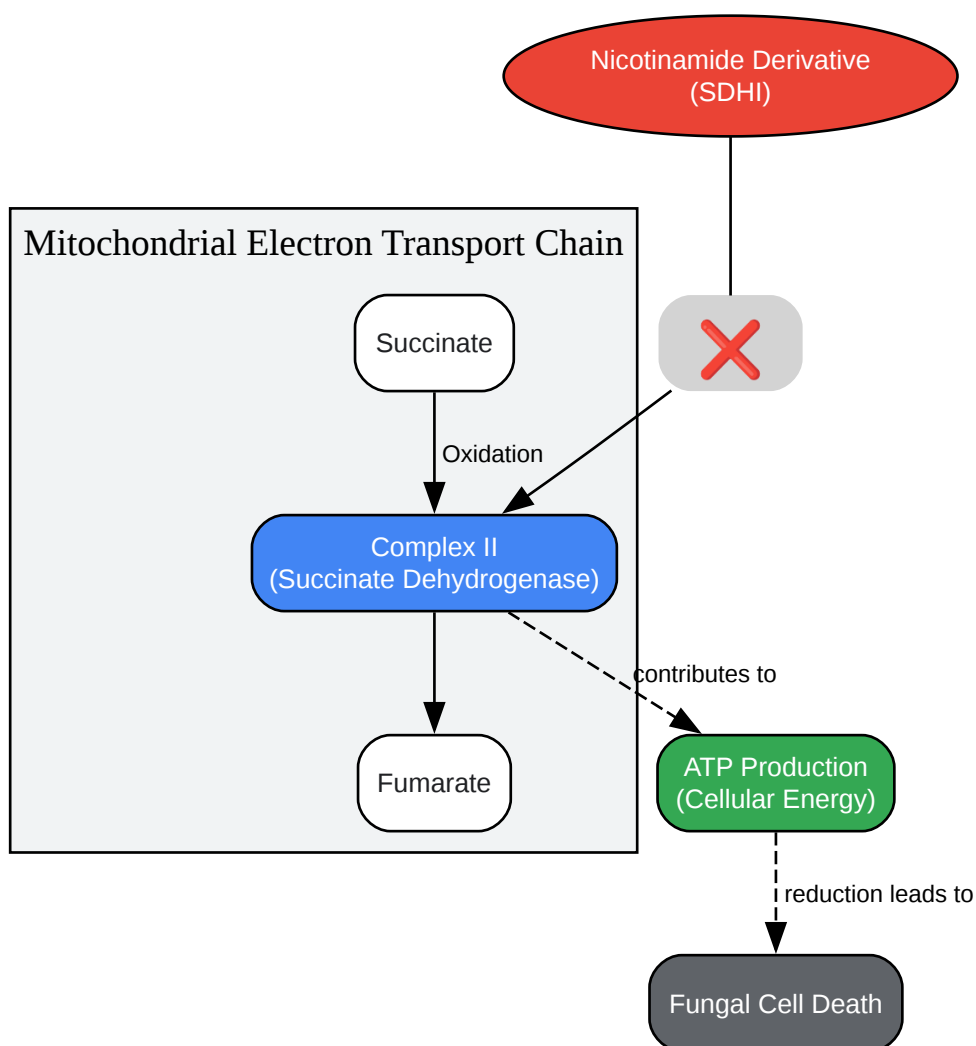 Nicotinamide Derivative
(SDHI)
Mitochondrial Electron Transport Chain
Succinate
Oxidation
Complex II
(Succinate Dehydrogenase)
contributes to
Fumarate
ATP Production
(Cellular Energy)
reduction leads to
Fungal Cell Death